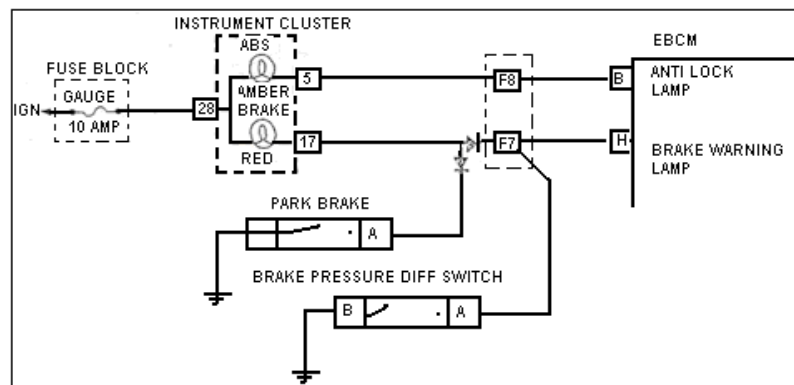 INSTRUMENT CLUSTER
EBCM
ABS
FUSE BLOCK
5
F8
B
ANTI LOCK
LAMP
GAUGE
AMBER
IGN
28
BRAKE
10 AMP
17
F7
H
BRAKE WARNING
LAMP
RED
PARK BRAKE
A
BRAKE PRESSURE DIFF SWITCH
B
A